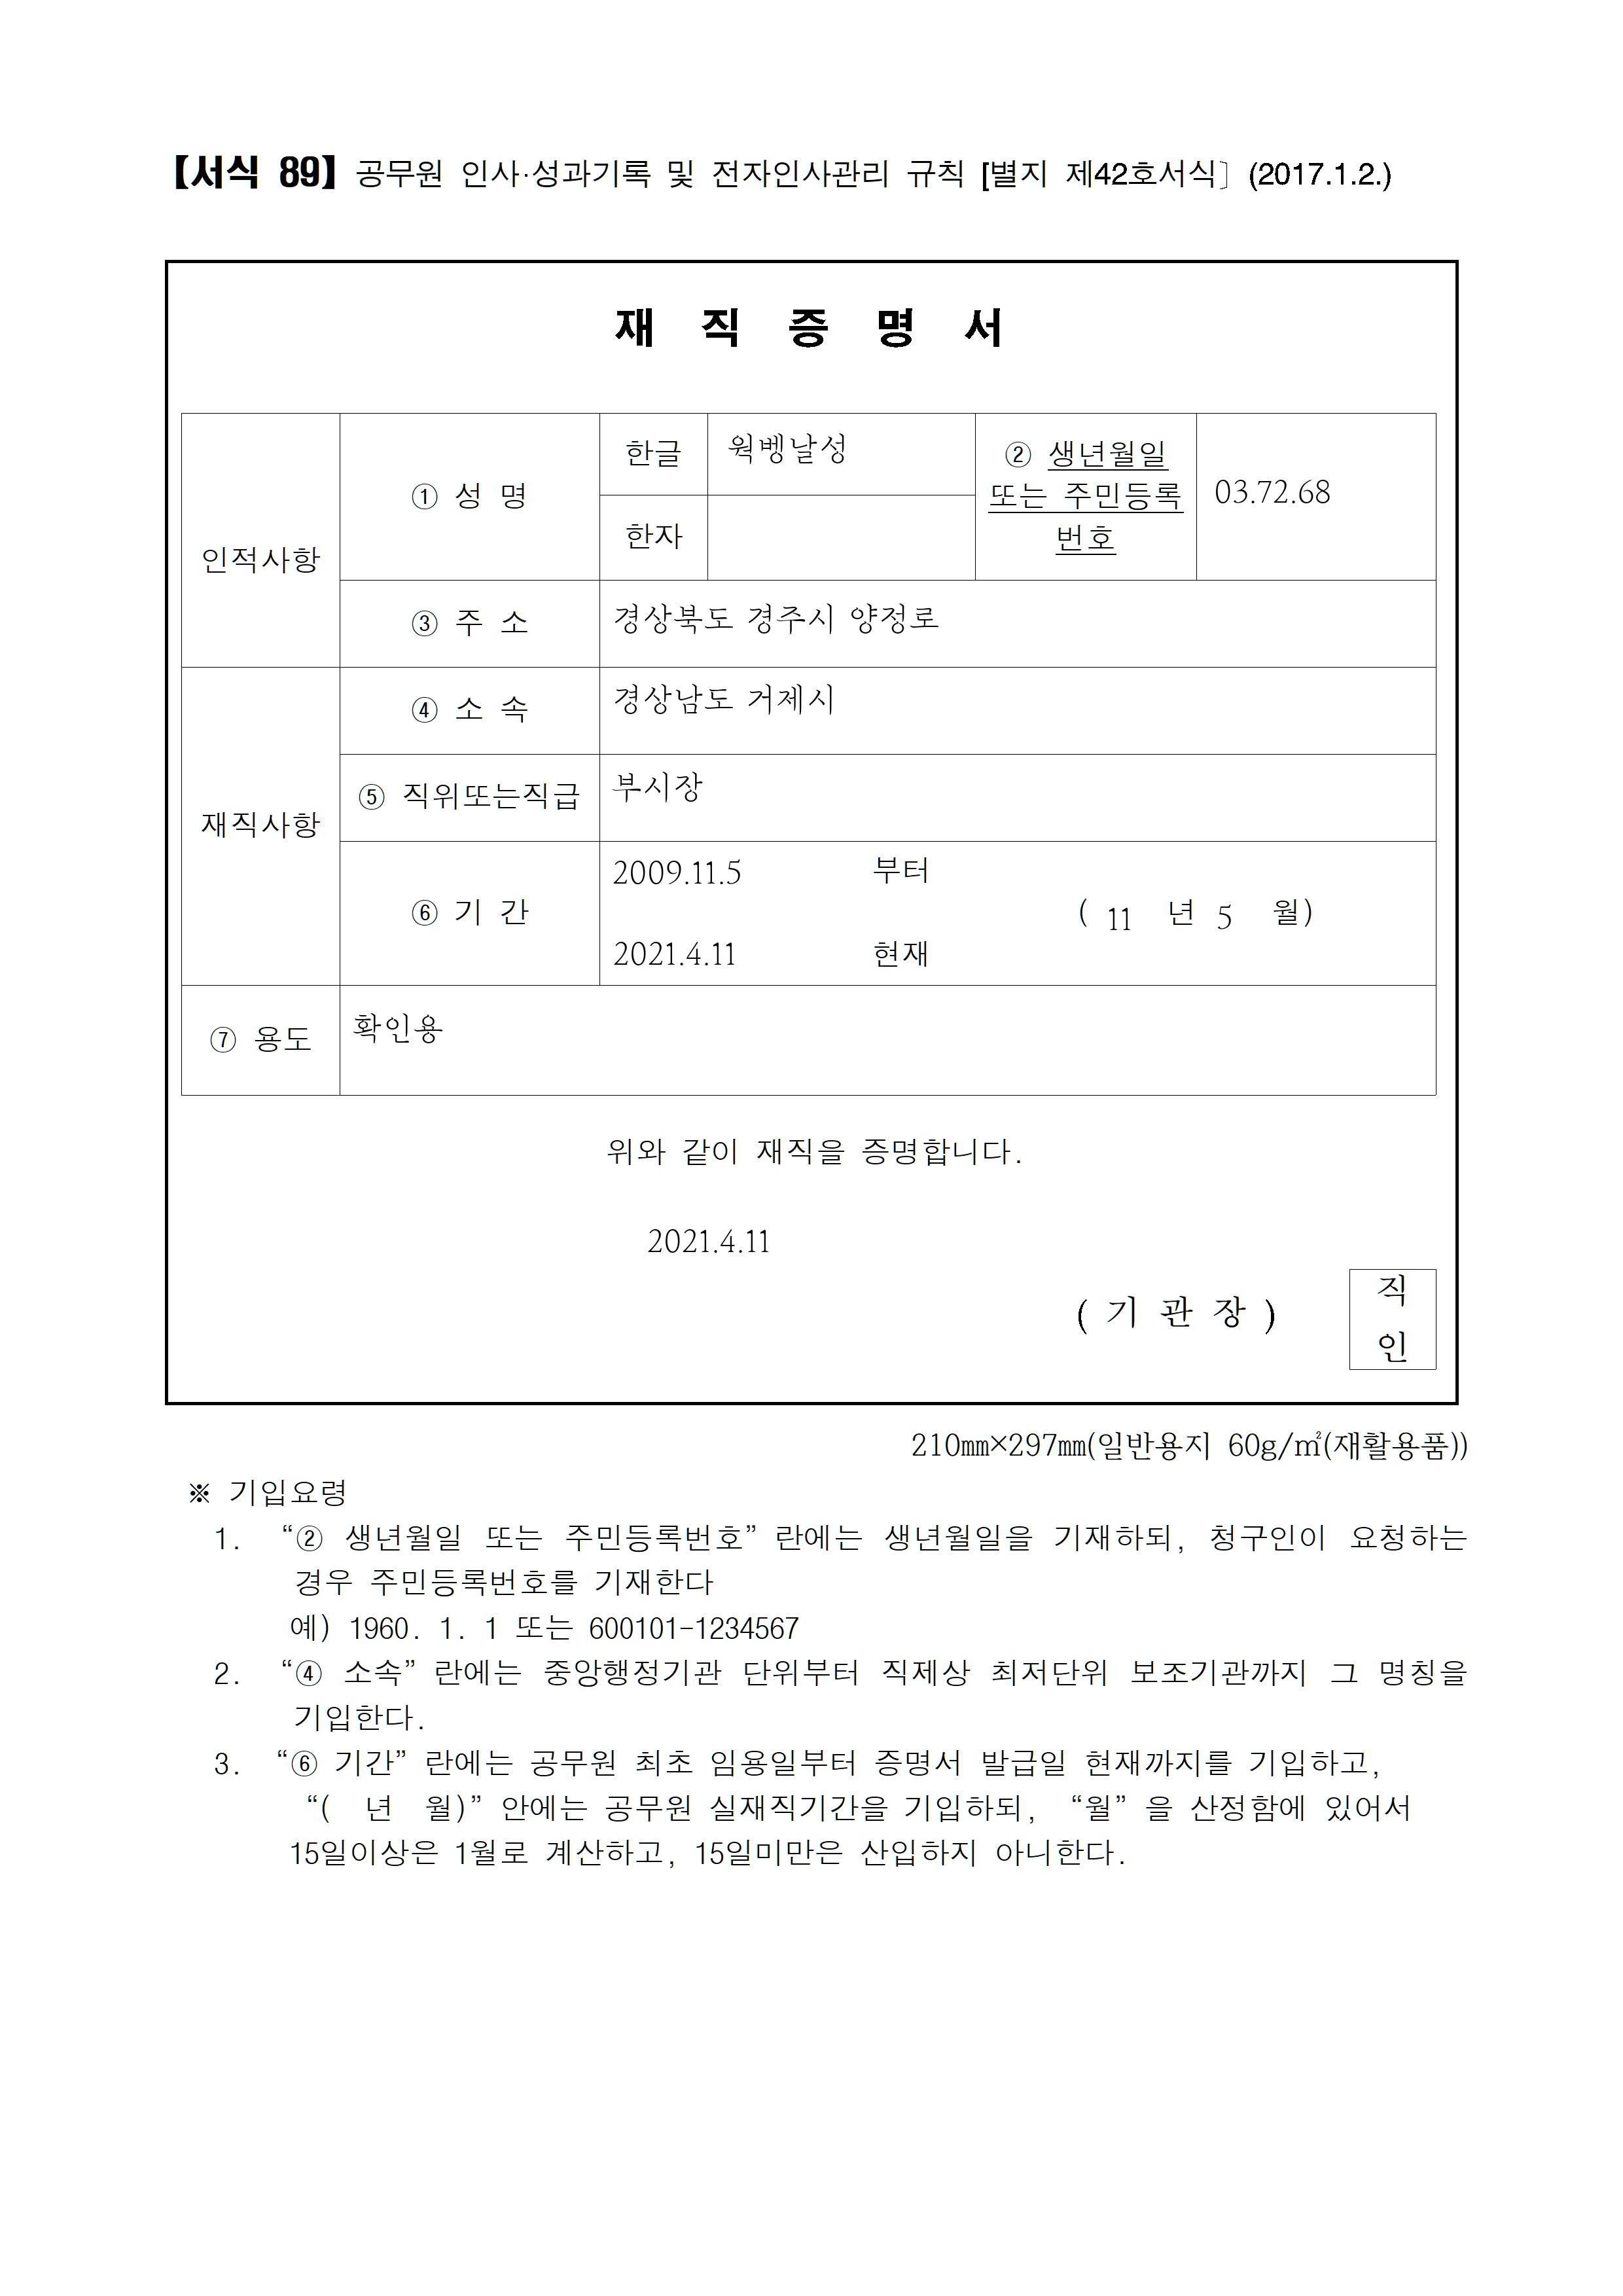 【서식 89】 공무원 인사·성과기록 및 전자인사관리 규칙 [별지 제42호서식］(2017.1.2.)
재 직 증 명 서
인적사항
① 성 명
한글
웍벵날성
한자
② 생년월일
또는 주민등록
번호
03.72.68
③ 주 소
경상북도 경주시 양정로
재직사항
④ 소 속
경상남도 거제시
⑤ 직위또는직급
부시장
⑥ 기 간
2009.11.5 부터
( 11 년 5 월)
2021.4.11 현재
⑦ 용도
확인용
위와 같이 재직을 증명합니다.
2021.4.11
( 기 관 장 )
직
인
210㎜×297㎜(일반용지 60g/㎡(재활용품))
※ 기입요령
1. “② 생년월일 또는 주민등록번호” 란에는 생년월일을 기재하되, 청구인이 요청하는
경우 주민등록번호를 기재한다
예) 1960. 1. 1 또는 600101-1234567
2. “④ 소속” 란에는 중앙행정기관 단위부터 직제상 최저단위 보조기관까지 그 명칭을
기입한다.
3. “⑥ 기간” 란에는 공무원 최초 임용일부터 증명서 발급일 현재까지를 기입하고,
“( 년 월)” 안에는 공무원 실재직기간을 기입하되, “월” 을 산정함에 있어서
15일이상은 1월로 계산하고, 15일미만은 산입하지 아니한다.